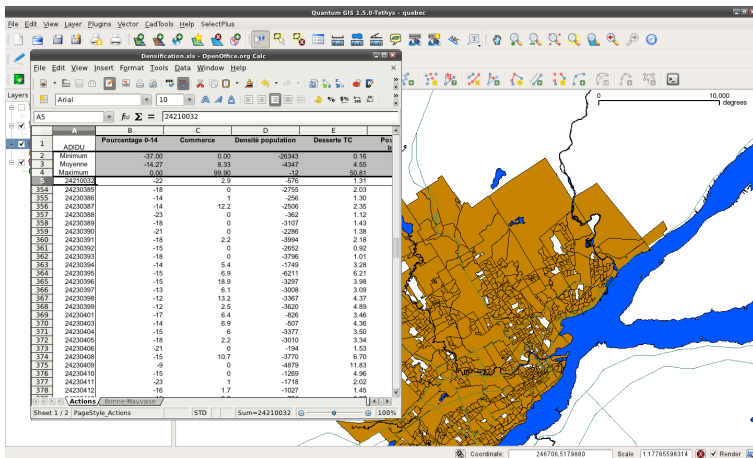 Quantum GIS 1.5.0-Tethys - quebec
File Edit View Layer Plugins Vector CadTools Help SelectPlus
Densification.xls - OpenOffice.org Calc
File Edit View Insert Format Tools Data Window Help
Arial 10
A5 24210032
Layers
A B C D E
1 ADIDU Pourcentage 0-14 Commerce Densité population Desserte TC
2 Minimum -37.00 0.00 -26343 0.16
3 Moyenne -14.27 8.33 -4347 4.55
4 Maximum 0.00 99.90 -12 50.81
5 24210032 -22 2.9 -576 1.31
354 24230385 -18 0 -2755 2.03
355 24230386 -14 1 -256 1.30
356 24230387 -14 12.2 -2506 2.35
357 24230388 -23 0 -362 1.12
358 24230389 -18 0 -3107 1.43
359 24230390 -21 0 -2286 1.38
360 24230391 -18 2.2 -3994 2.18
362 24230392 -15 0 -2652 0.92
363 24230393 -18 0 -3796 1.01
363 24230394 -14 5.4 -1749 3.28
364 24230395 -15 6.9 -6211 6.21
365 24230396 -15 18.9 -3297 3.98
366 24230397 -13 6.1 -3008 3.09
367 24230398 -12 13.2 -3367 4.37
368 24230399 -12 2.5 -3620 4.89
369 24230401 -17 6.4 -826 3.46
370 24230403 -14 6.9 -507 4.36
371 24230404 -15 6 -3377 3.50
372 24230405 -18 2.2 -3010 3.34
373 24230406 -21 0 -194 1.53
374 24230408 -15 10.7 -3770 6.70
375 24230409 -9 0 -4879 11.83
376 24230410 -15 0 -1269 4.96
377 24230411 -23 1 -1718 2.02
378 24230412 -16 1.7 -1027 1.45
Actions Bonne-Mauvaise
Sheet 1 / 2 PageStyle_Actions STD Sum=24210032 100%
0 10,000
degrees
Coordinate: 246706,5179880 Scale 1:17765596314 Render